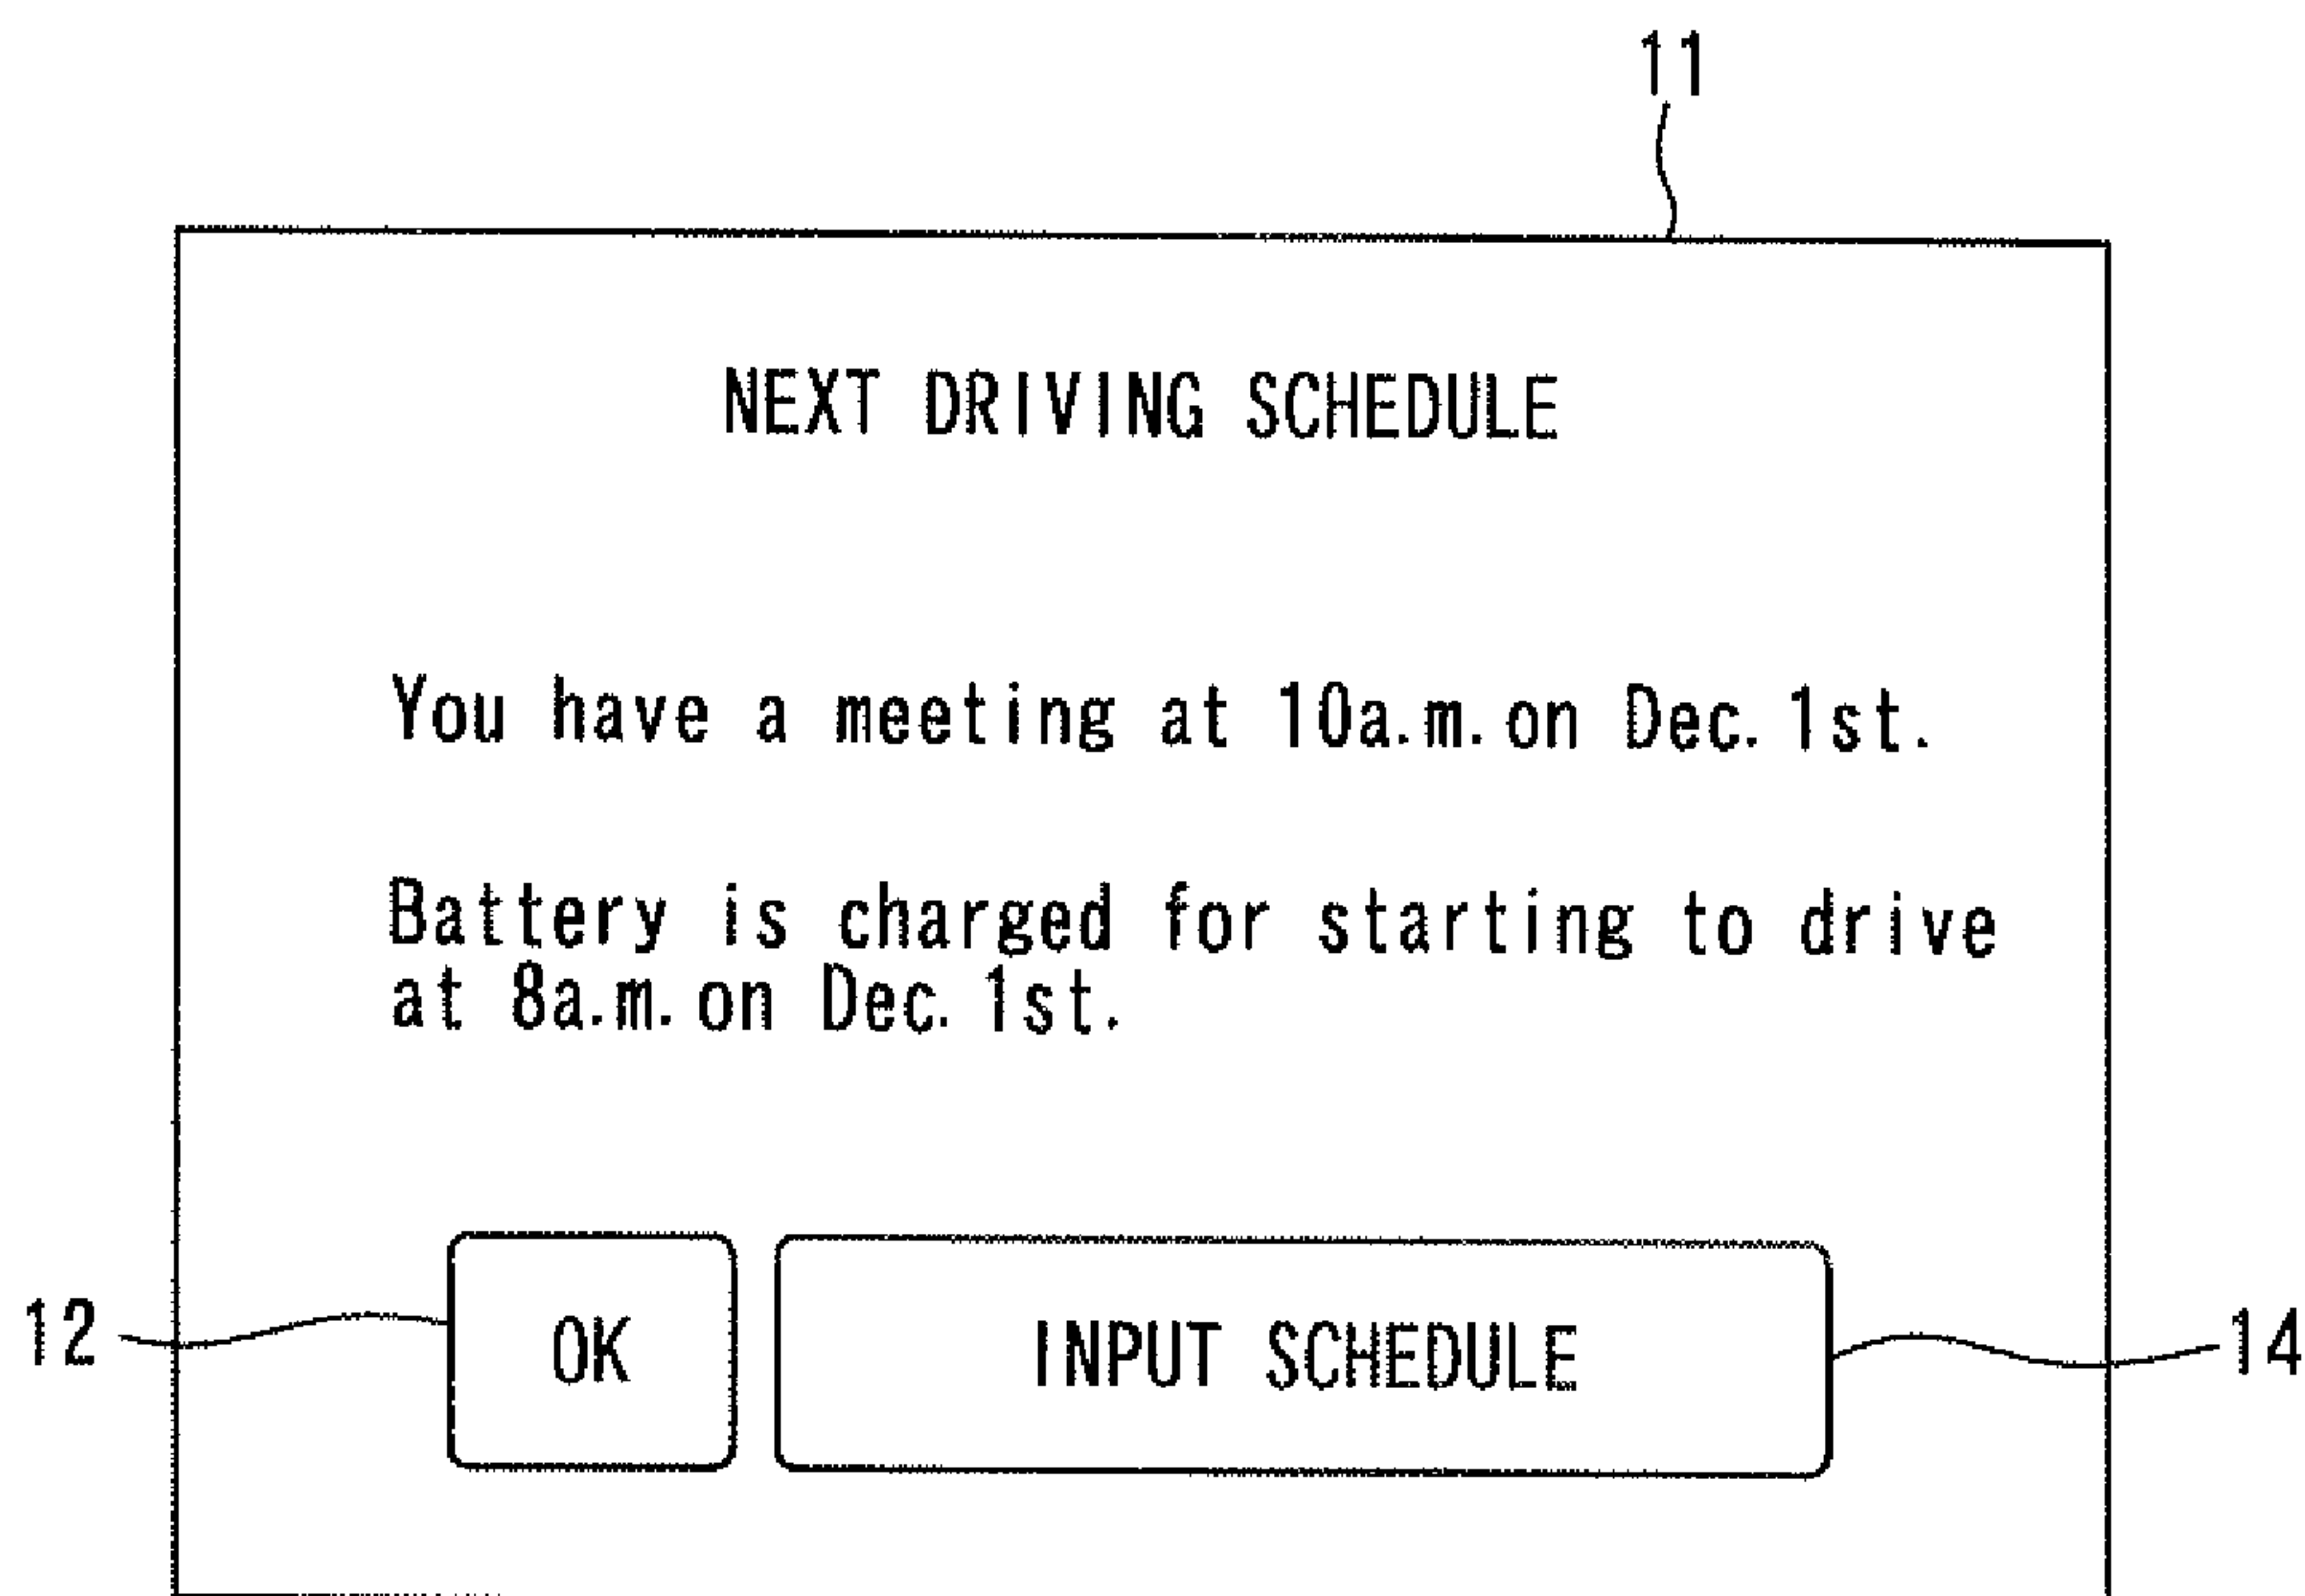 11
NEXT DRIVING SCHEDULE
You have a meeting at 10a.m. on Dec. 1st.
Battery is charged for starting to drive
at 8a.m. on Dec. 1st.
12 OK INPUT SCHEDULE 14